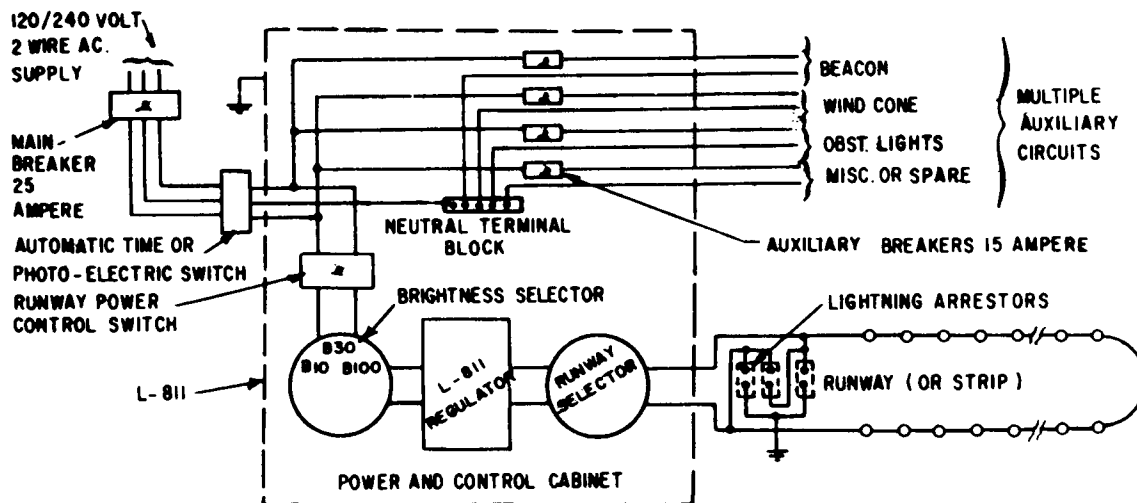 120/240 VOLT
2 WIRE AC.
SUPPLY
MAIN-
BREAKER
25
AMPERE
AUTOMATIC TIME OR
PHOTO-ELECTRIC SWITCH
RUNWAY POWER
CONTROL SWITCH
L-811
BEACON
WIND CONE
OBST. LIGHTS
MISC. OR SPARE
MULTIPLE
AUXILIARY
CIRCUITS
NEUTRAL TERMINAL
BLOCK
AUXILIARY BREAKERS 15 AMPERE
BRIGHTNESS SELECTOR
B10 B30 B100
L-811
REGULATOR
RUNWAY
SELECTOR
LIGHTNING ARRESTORS
RUNWAY (OR STRIP)
POWER AND CONTROL CABINET